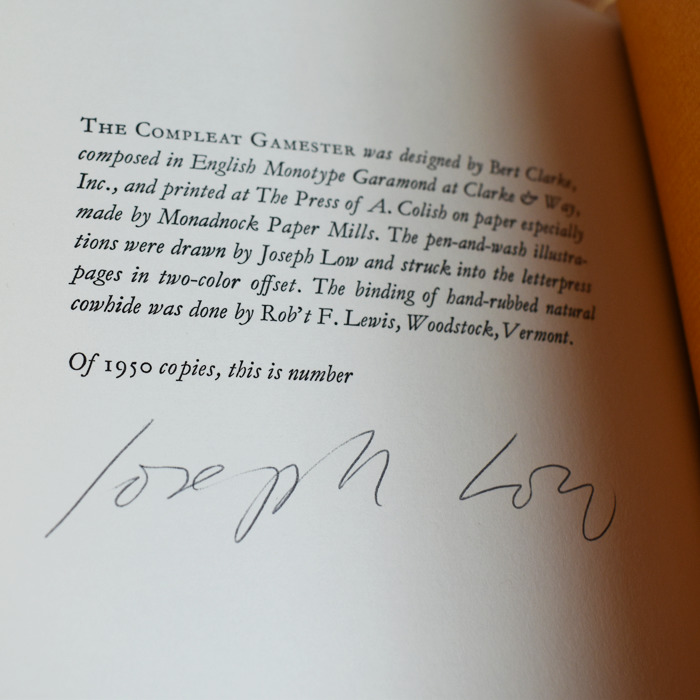 THE COMPLEAT GAMESTER was designed by Bert Clarke,
composed in English Monotype Garamond at Clarke & Way,
Inc., and printed at The Press of A. Colish on paper especially
made by Monadnock Paper Mills. The pen-and-wash illustra-
tions were drawn by Joseph Low and struck into the letterpress
pages in two-color offset. The binding of hand-rubbed natural
cowhide was done by Rob't F. Lewis, Woodstock, Vermont.
Of 1950 copies, this is number
Joseph Low